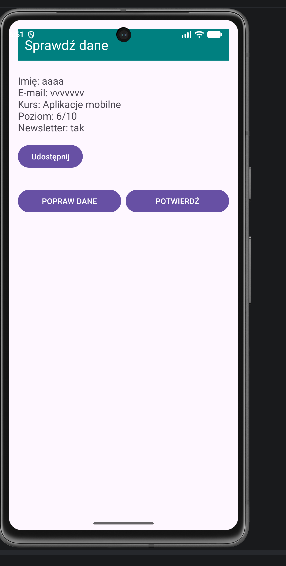 Sprawdź dane
Imię: aaaa
E-mail: vvvvvvv
Kurs: Aplikacje mobilne
Poziom: 6/10
Newsletter: tak
Udostępnij
POPRAW DANE
POTWIERDŹ